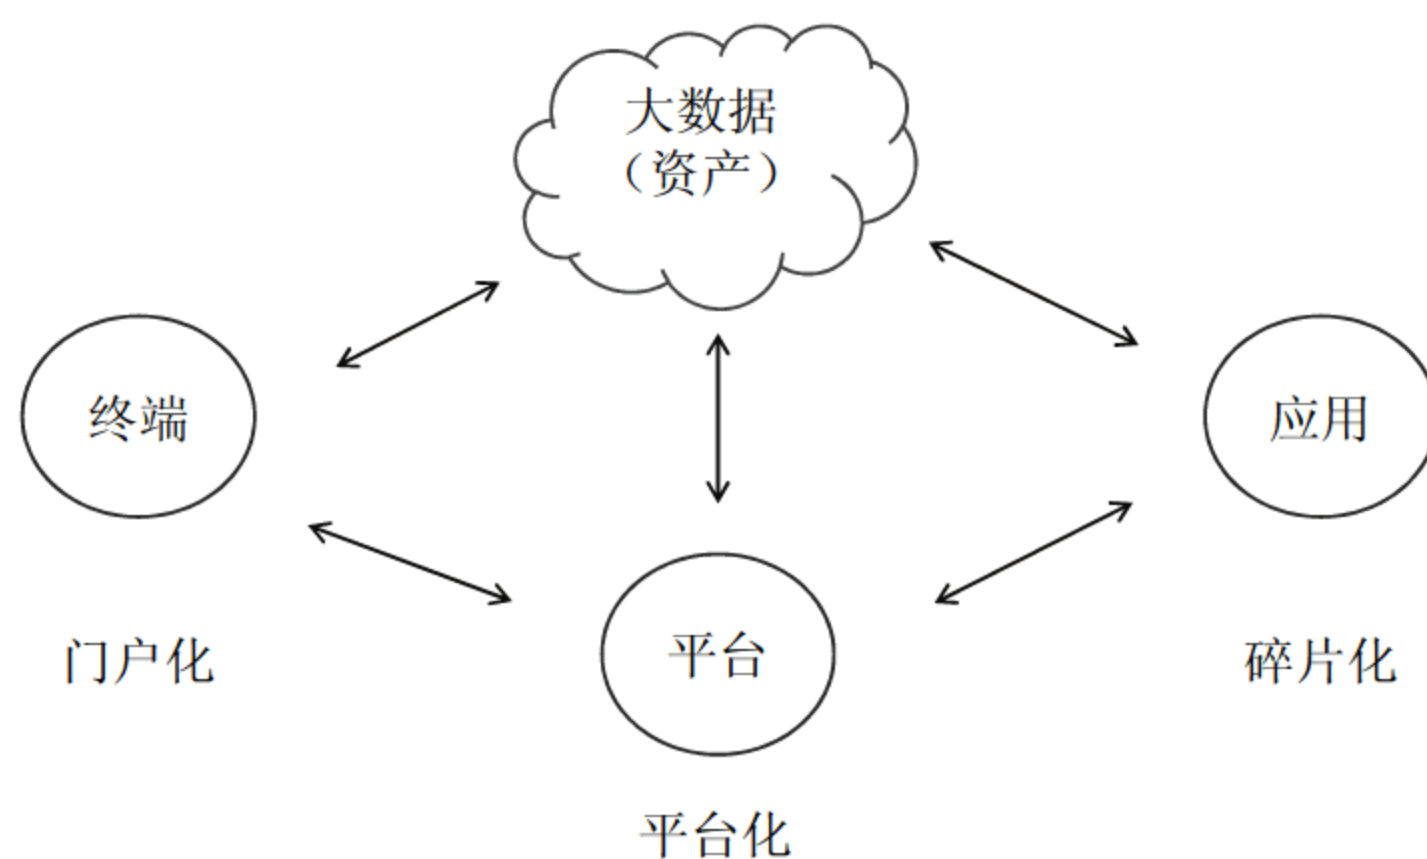 大数据
（资产）
终端
应用
平台
门户化
碎片化
平台化